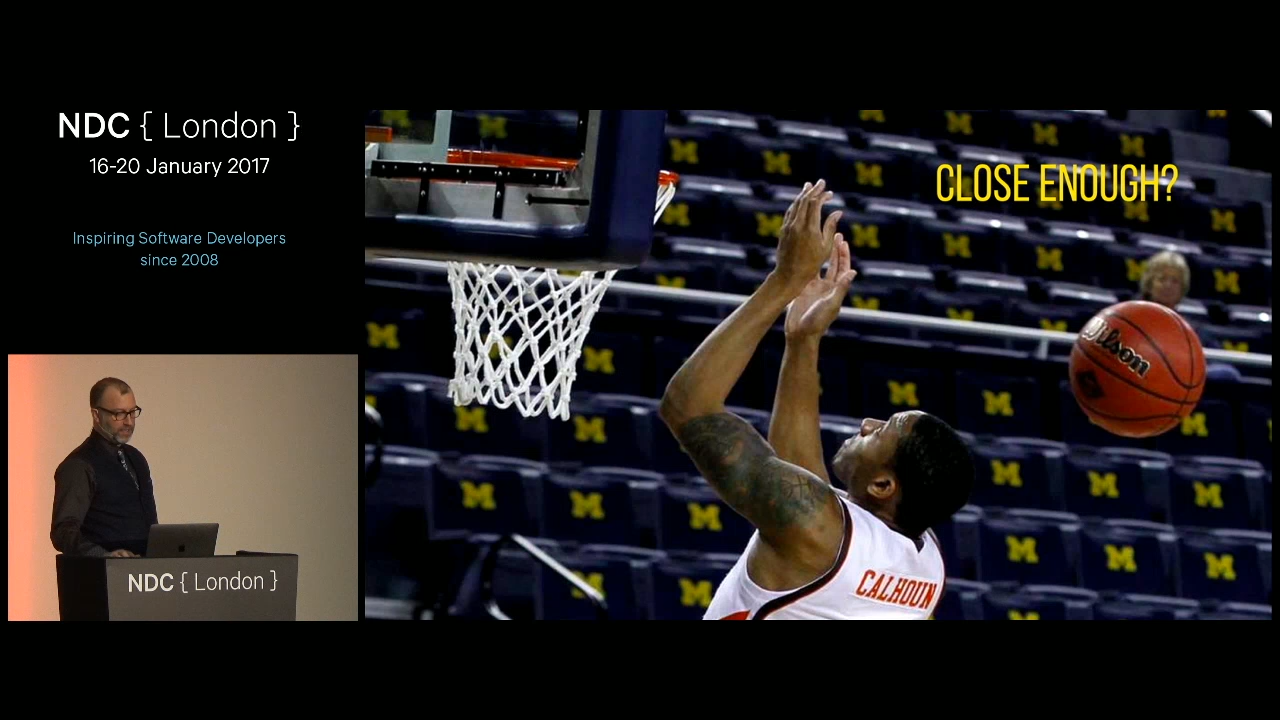 NDC { London }
16-20 January 2017
Inspiring Software Developers
since 2008
CLOSE ENOUGH?
Wilson
CALHOUN
NDC { London }
M